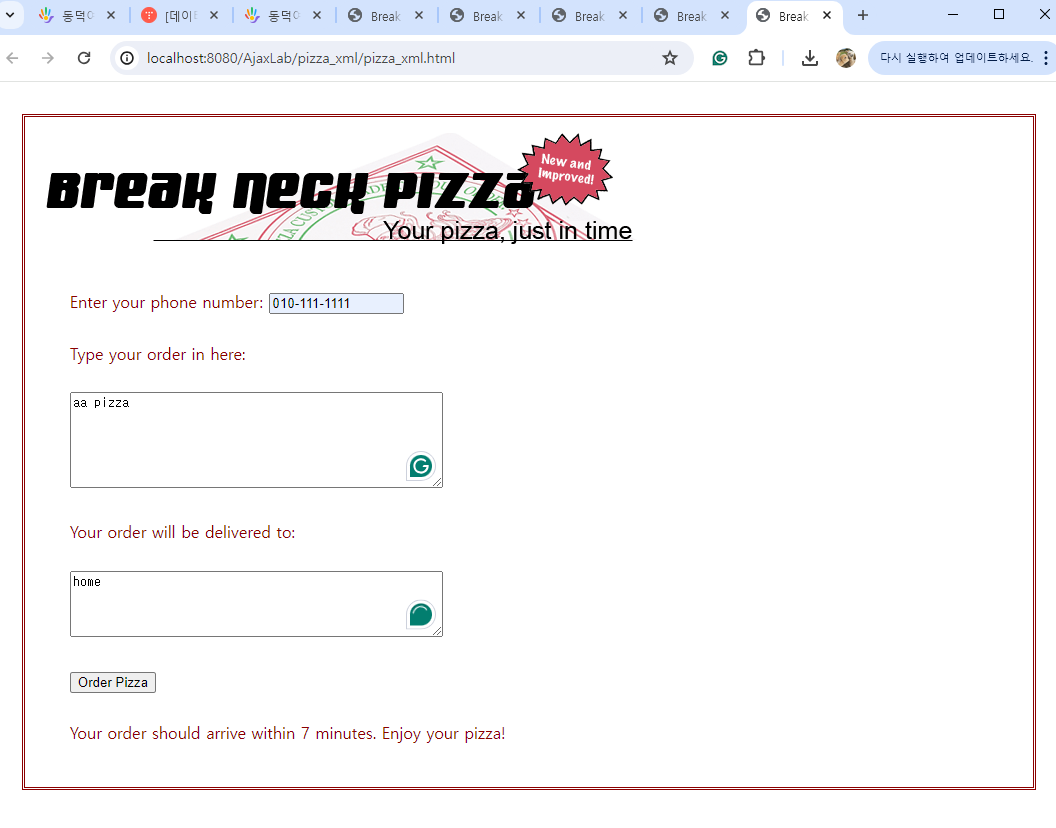 동덕이
[데이터
동덕이
Break
Break
Break
Break
Break
localhost:8080/AjaxLab/pizza_xml/pizza_xml.html
다시 실행하여 업데이트하세요.
Break Neck Pizza
New and
Improved!
Your pizza, just in time
Enter your phone number: 010-111-1111
Type your order in here:
aa pizza
Your order will be delivered to:
home
Order Pizza
Your order should arrive within 7 minutes. Enjoy your pizza!